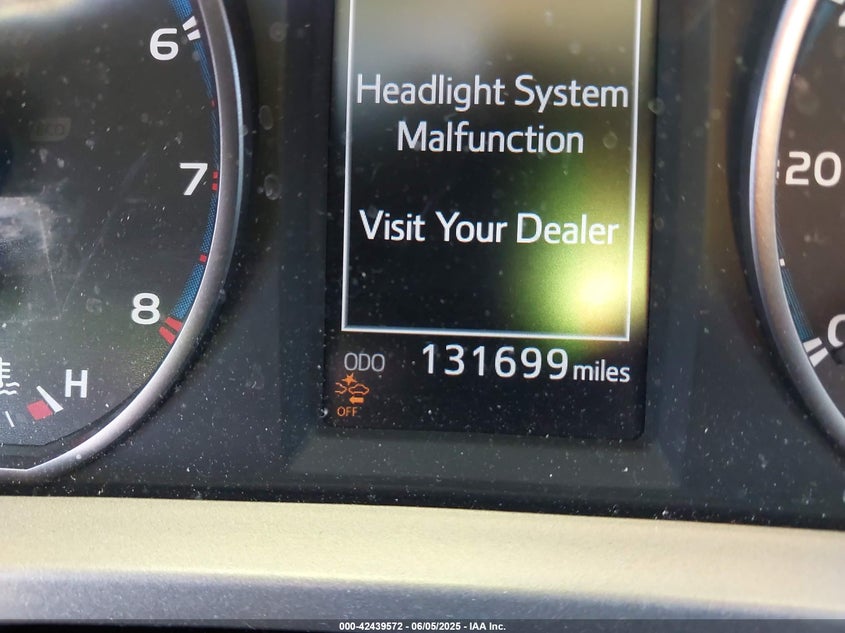 6
7
8
H
Headlight System
Malfunction
Visit Your Dealer
ODO 131699 miles
OFF
20
000-42439572 - 06/05/2025 - IAA Inc.